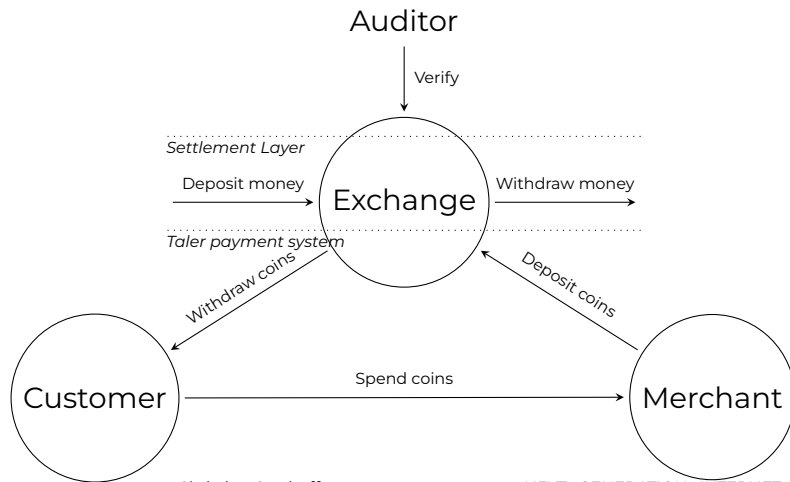 Auditor
Verify
Settlement Layer
Deposit money
Exchange
Withdraw money
Taler payment system
Withdraw coins
Deposit coins
Customer
Spend coins
Merchant